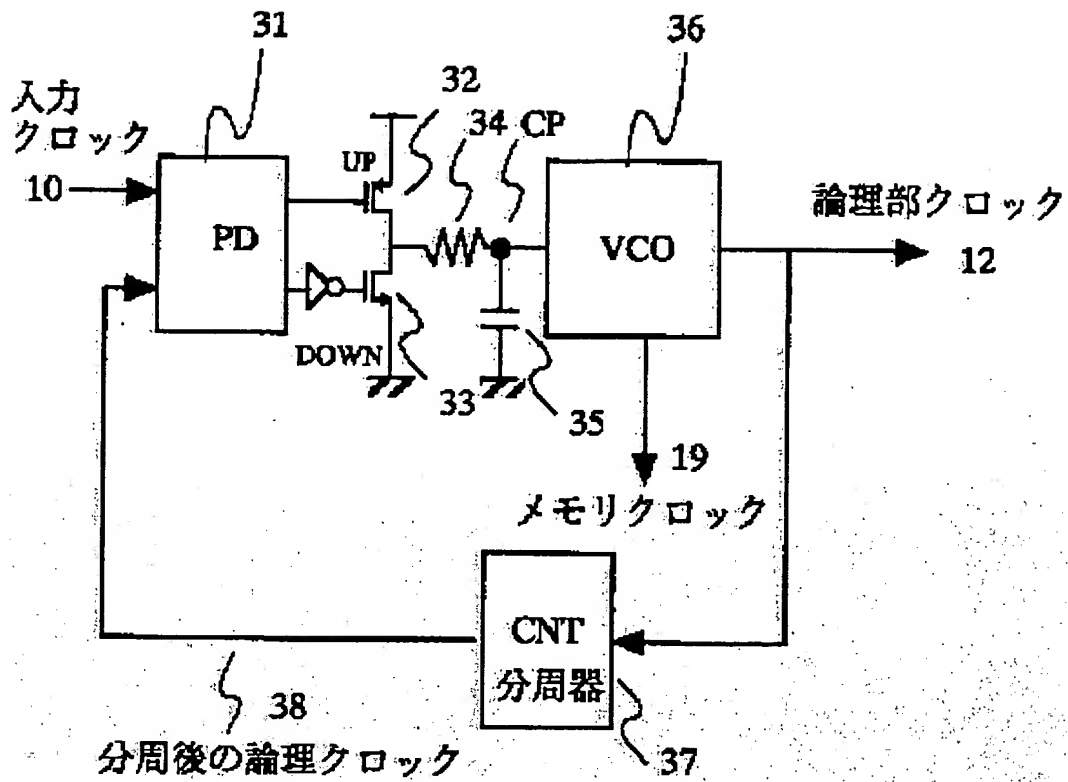 31
36
入力
クロック
32
34 CP
UP
10
PD
VCO
論理部クロック
12
DOWN
33
35
19
メモリクロック
CNT
分周器
38
分周後の論理クロック
37